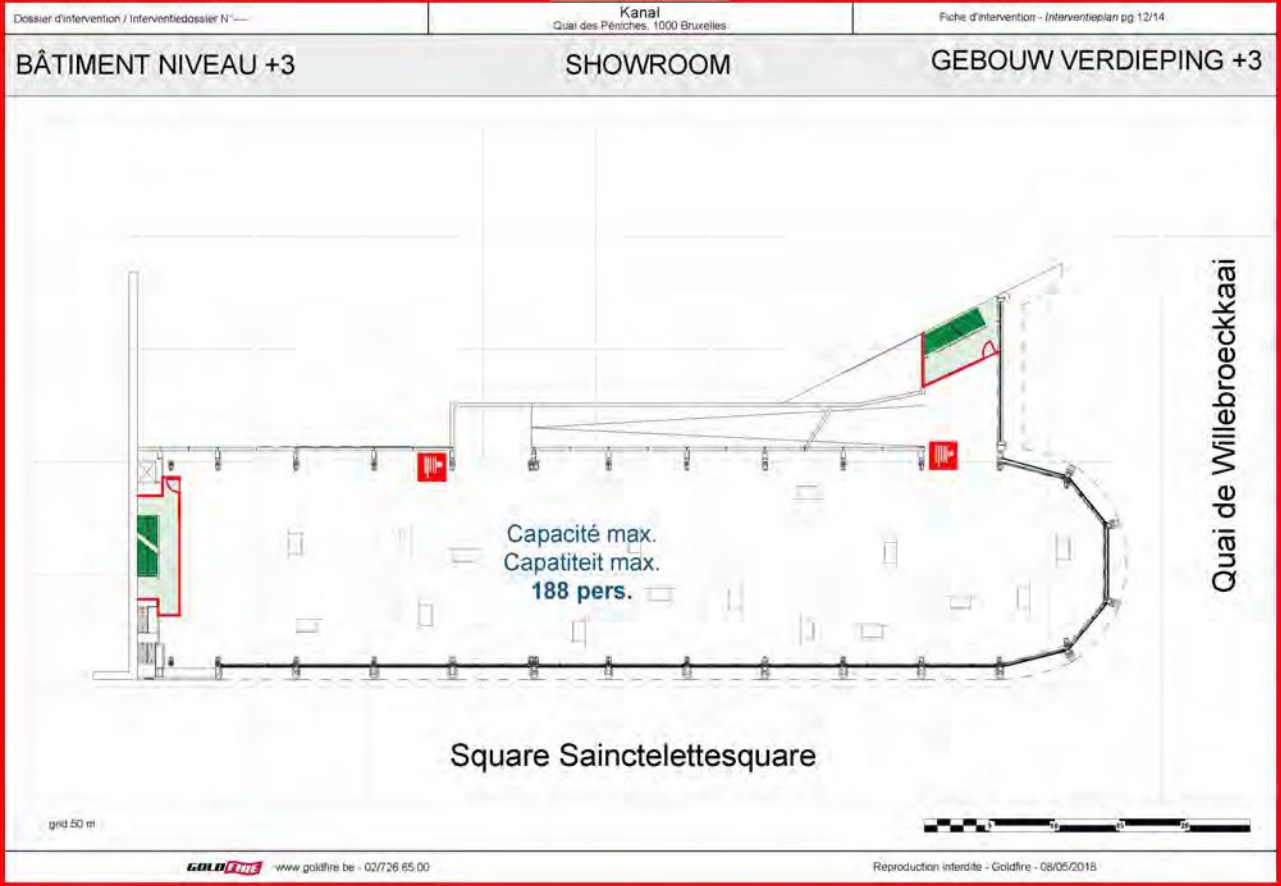 Dossier d'intervention / Interventiedossier N°----
Kanal
Quai des Péniches, 1000 Bruxelles
Fiche d'intervention - Interventieplan pg 12/14
BÂTIMENT NIVEAU +3
SHOWROOM
GEBOUW VERDIEPING +3
Quai de Willebroeckkaai
Capacité max.
Capatiteit max.
188 pers.
Square Sainctelettesquare
grid 50 m
GOLDFIRE www.goldfire.be - 02/726.65.00
Reproduction interdite - Goldfire - 08/05/2018